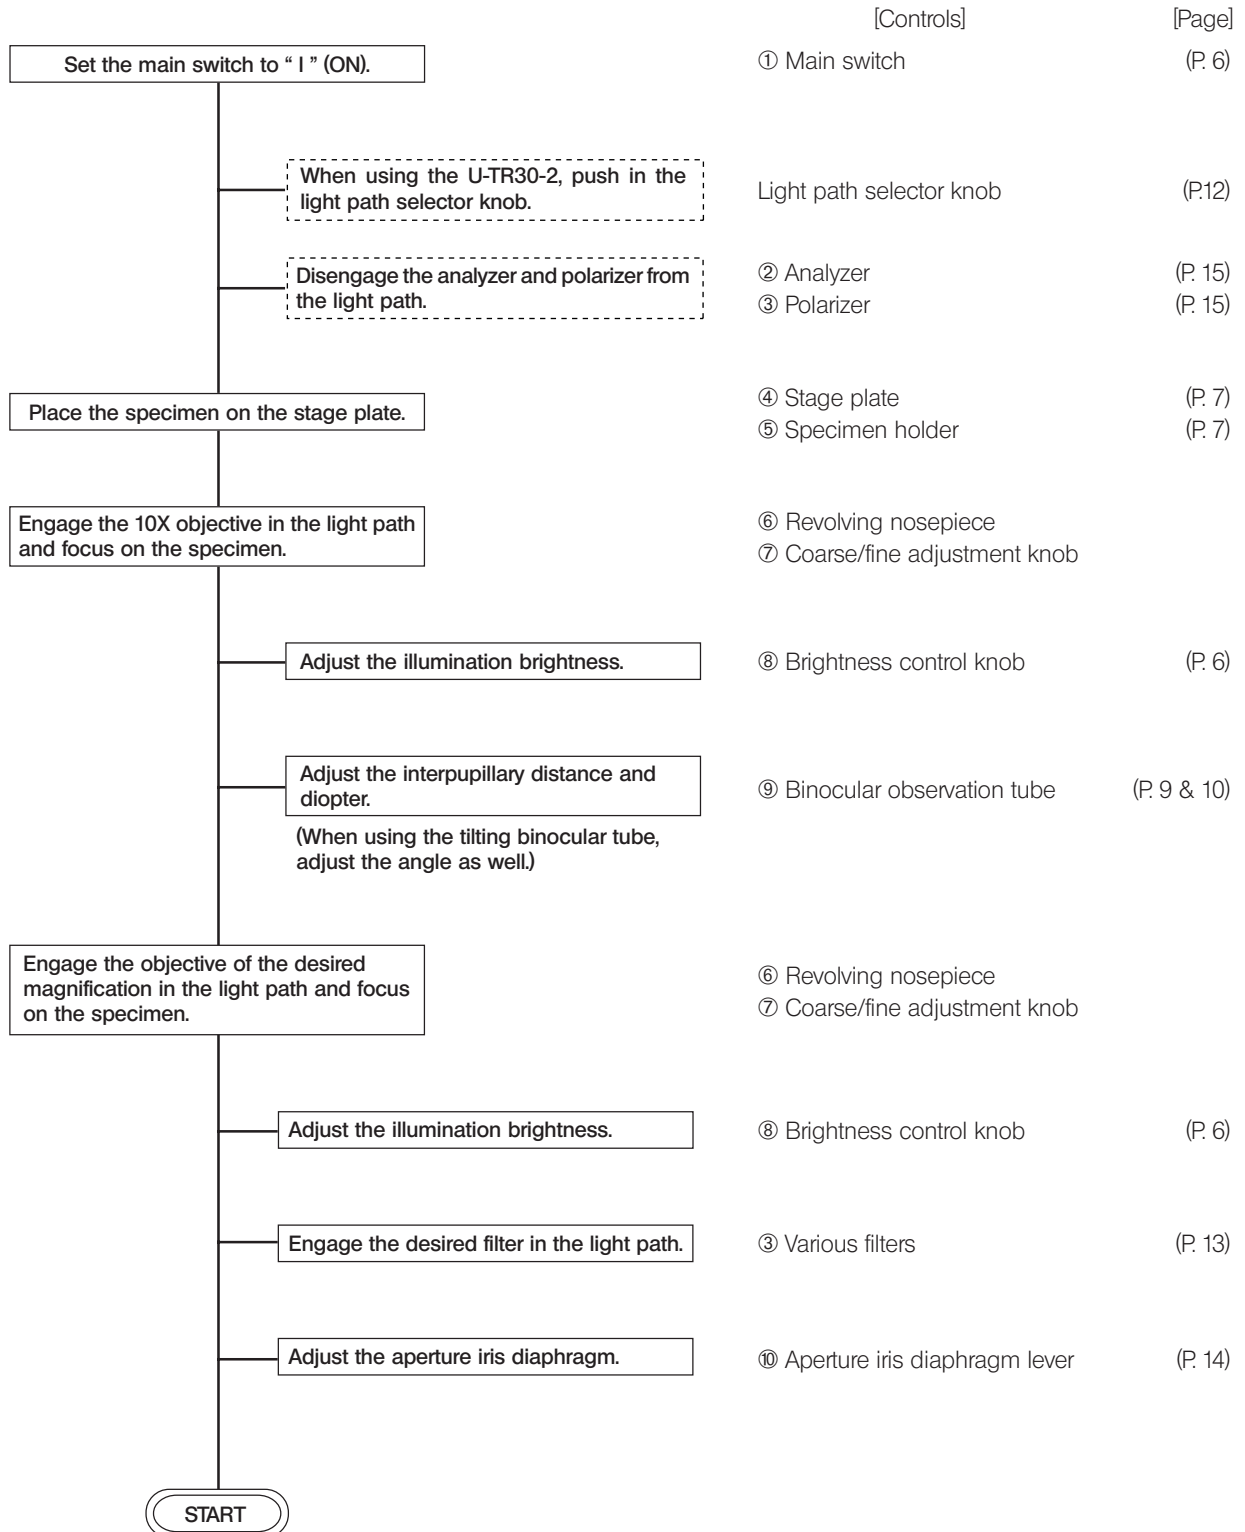 [Controls] [Page]
Set the main switch to “ I ” (ON). ① Main switch (P. 6)
When using the U-TR30-2, push in the
light path selector knob.
Light path selector knob (P.12)
Disengage the analyzer and polarizer from
the light path.
② Analyzer (P. 15)
③ Polarizer (P. 15)
Place the specimen on the stage plate.
④ Stage plate (P. 7)
⑤ Specimen holder (P. 7)
Engage the 10X objective in the light path
and focus on the specimen.
⑥ Revolving nosepiece
⑦ Coarse/fine adjustment knob
Adjust the illumination brightness. ⑧ Brightness control knob (P. 6)
Adjust the interpupillary distance and
diopter.
⑨ Binocular observation tube (P. 9 & 10)
(When using the tilting binocular tube,
adjust the angle as well.)
Engage the objective of the desired
magnification in the light path and focus
on the specimen.
⑥ Revolving nosepiece
⑦ Coarse/fine adjustment knob
Adjust the illumination brightness. ⑧ Brightness control knob (P. 6)
Engage the desired filter in the light path. ③ Various filters (P. 13)
Adjust the aperture iris diaphragm. ⑩ Aperture iris diaphragm lever (P. 14)
START